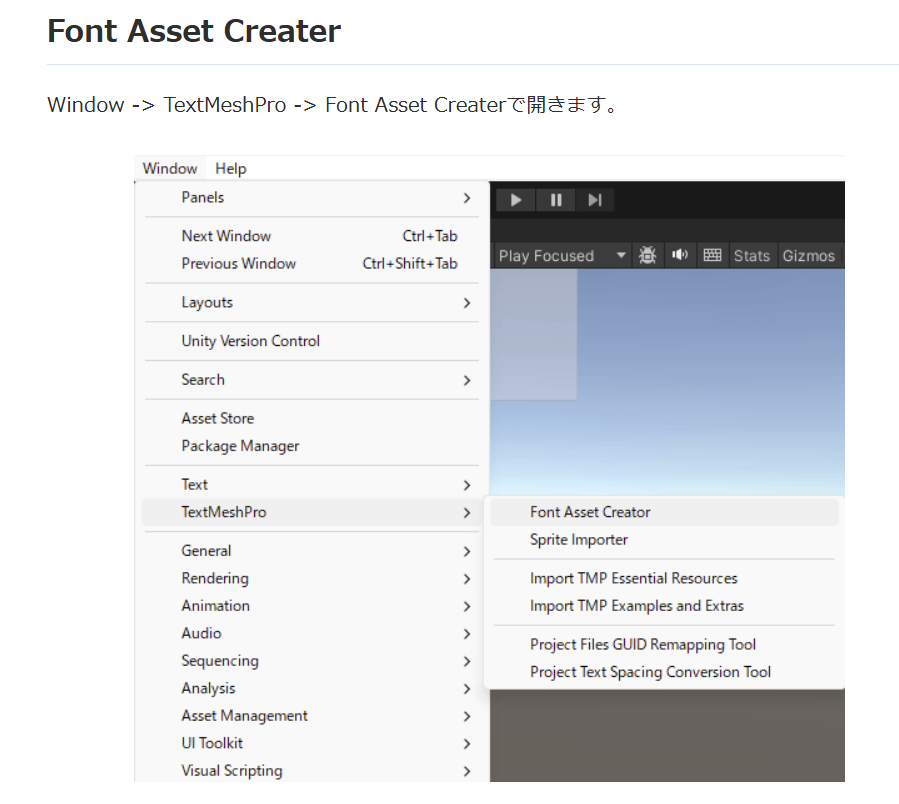 Font Asset Creater
Window -> TextMeshPro -> Font Asset Createrで開きます。
Window Help
Panels
Next Window Ctrl+Tab
Previous Window Ctrl+Shift+Tab
Layouts
Unity Version Control
Search
Asset Store
Package Manager
Text
TextMeshPro
General
Rendering
Animation
Audio
Sequencing
Analysis
Asset Management
UI Toolkit
Visual Scripting
Play Focused Stats Gizmos
Font Asset Creator
Sprite Importer
Import TMP Essential Resources
Import TMP Examples and Extras
Project Files GUID Remapping Tool
Project Text Spacing Conversion Tool